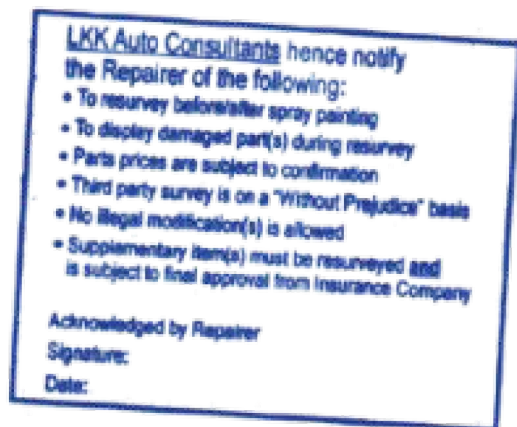 LKK Auto Consultants hence notify
the Repairer of the following:
• To resurvey before/after spray painting
• To display damaged part(s) during resurvey
• Parts prices are subject to confirmation
• Third party survey is on a "Without Prejudice" basis
• No illegal modification(s) is allowed
• Supplementary item(s) must be resurveyed and
is subject to final approval from Insurance Company
Acknowledged by Repairer
Signature:
Date: